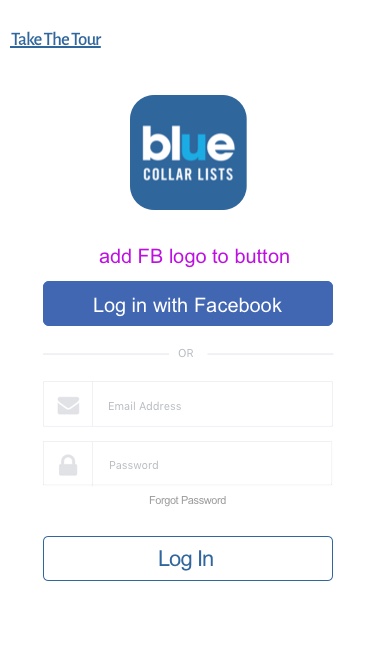 Take The Tour
blue
COLLAR LISTS
add FB logo to button
Log in with Facebook
OR
Email Address
Password
Forgot Password
Log In